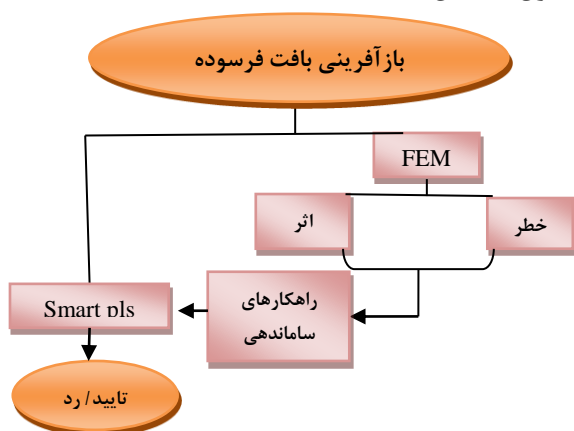 بازآفرینی بافت فرسوده
FEM
خطر
اثر
راهکارهای
ساماندهی
Smart pls
تایید/ رد